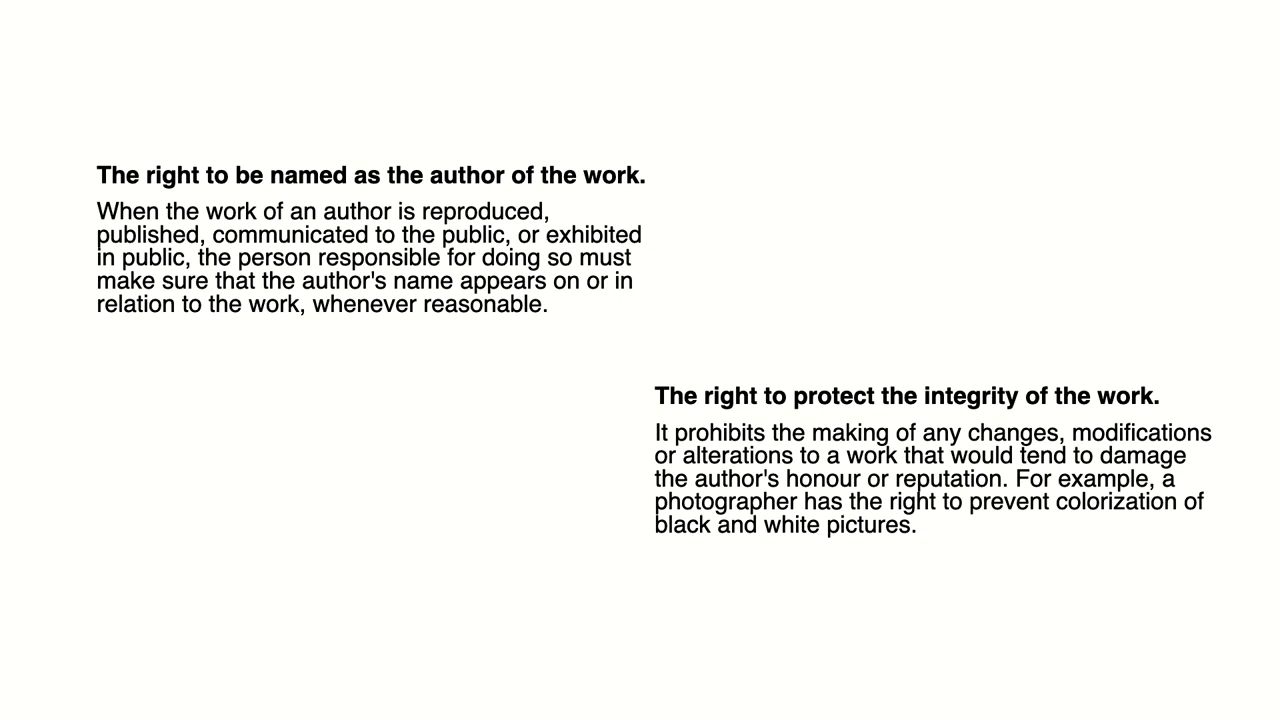 The right to be named as the author of the work.
When the work of an author is reproduced,
published, communicated to the public, or exhibited
in public, the person responsible for doing so must
make sure that the author's name appears on or in
relation to the work, whenever reasonable.
The right to protect the integrity of the work.
It prohibits the making of any changes, modifications
or alterations to a work that would tend to damage
the author's honour or reputation. For example, a
photographer has the right to prevent colorization of
black and white pictures.